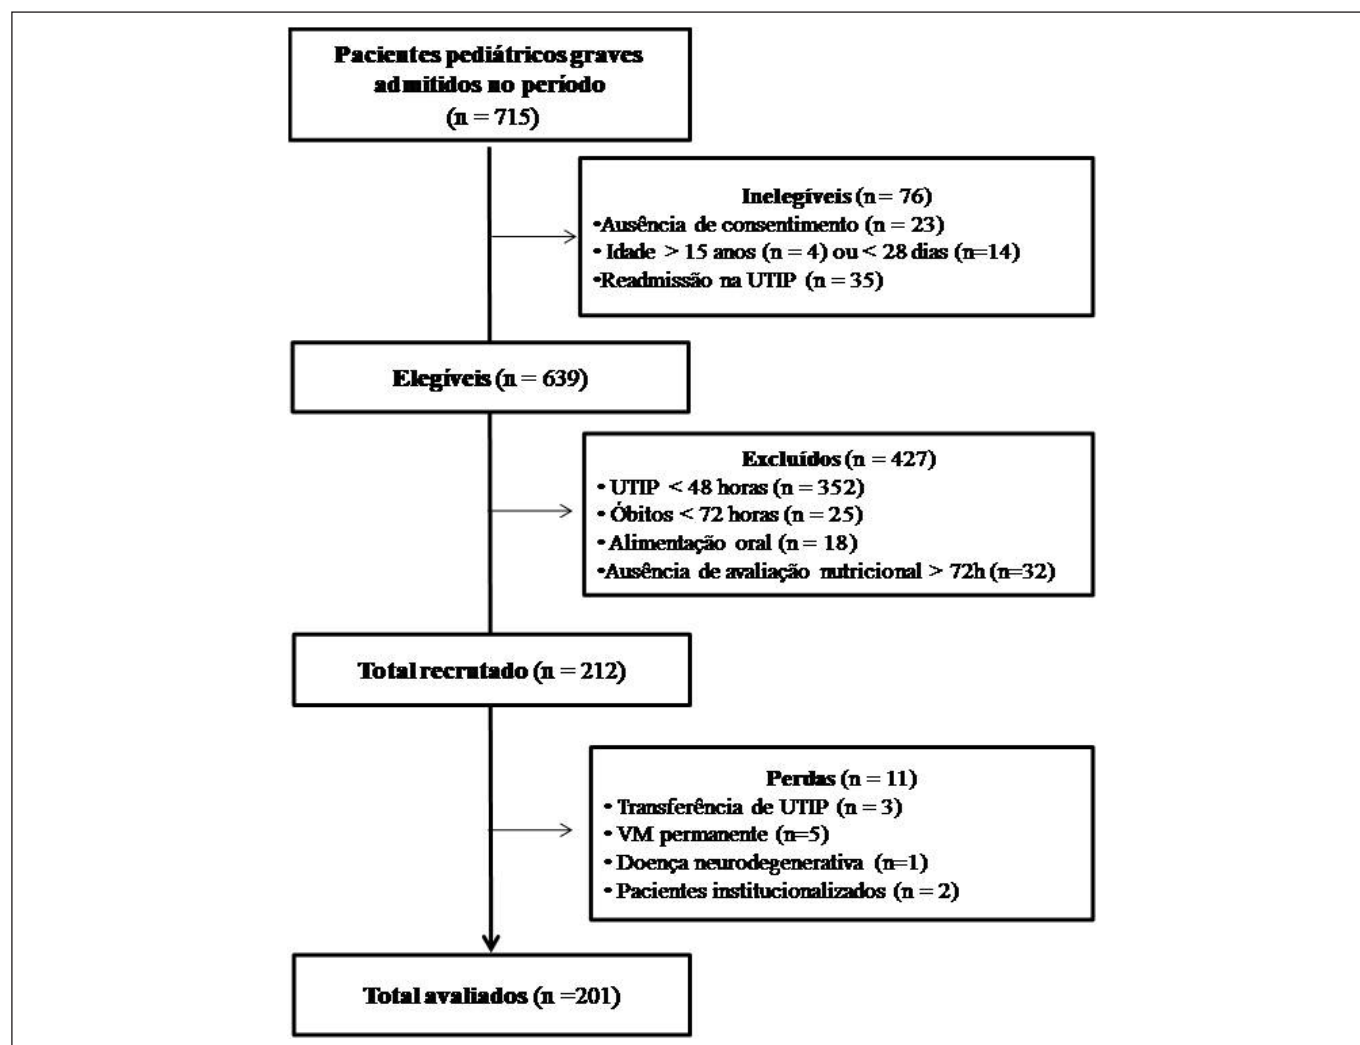 Pacientes pediátricos graves
admitidos no período
(n = 715)
Inelegíveis (n = 76)
•Ausência de consentimento (n = 23)
• Idade > 15 anos (n = 4) ou < 28 dias (n=14)
•Readmissão na UTIP (n = 35)
Elegíveis (n = 639)
Excluídos (n = 427)
• UTIP < 48 horas (n = 352)
• Óbitos < 72 horas (n = 25)
• Alimentação oral (n = 18)
•Ausência de avaliação nutricional > 72h (n=32)
Total recrutado (n = 212)
Perdas (n = 11)
• Transferência de UTIP (n = 3)
• VM permanente (n=5)
• Doença neurodegenerativa (n=1)
• Pacientes institucionalizados (n = 2)
Total avaliados (n =201)